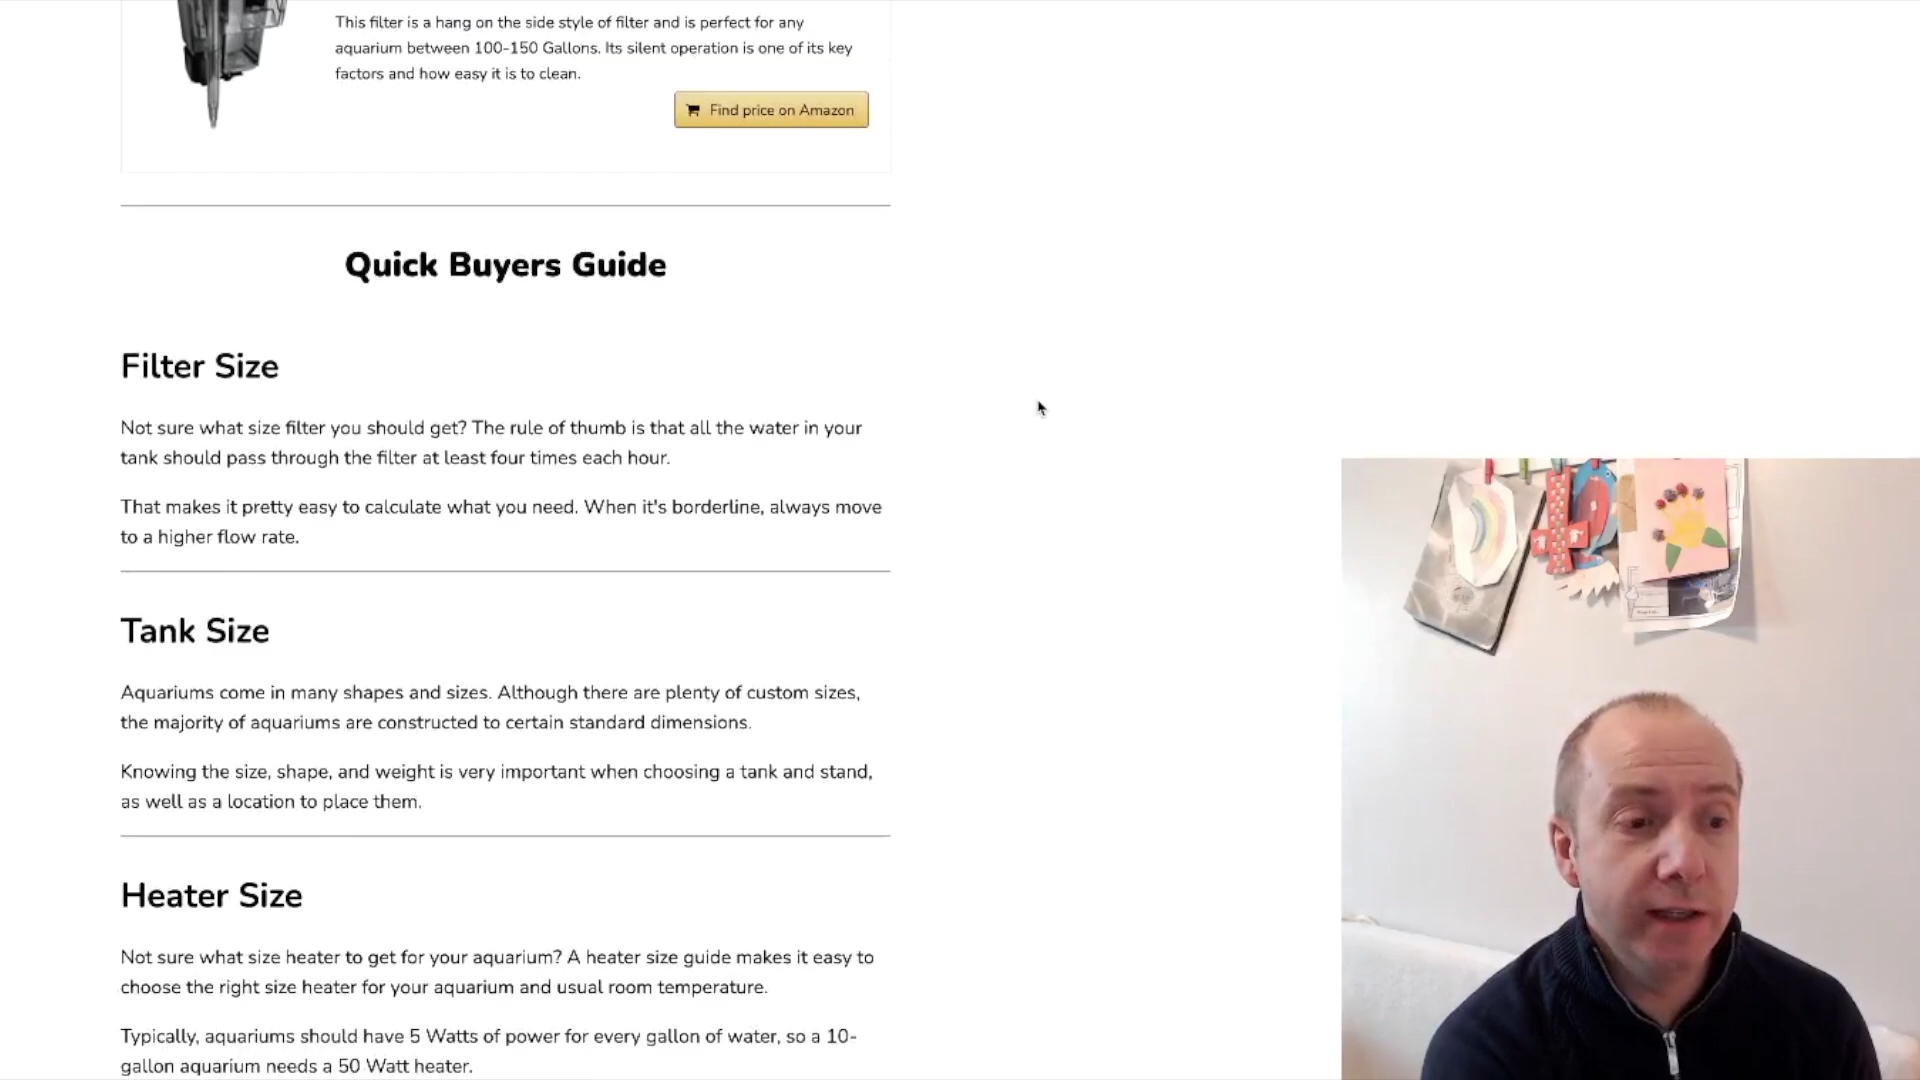 This filter is a hang on the side style of filter and is perfect for any
aquarium between 100-150 Gallons. Its silent operation is one of its key
factors and how easy it is to clean.
Find price on Amazon
Quick Buyers Guide
Filter Size
Not sure what size filter you should get? The rule of thumb is that all the water in your
tank should pass through the filter at least four times each hour.
That makes it pretty easy to calculate what you need. When it's borderline, always move
to a higher flow rate.
Tank Size
Aquariums come in many shapes and sizes. Although there are plenty of custom sizes,
the majority of aquariums are constructed to certain standard dimensions.
Knowing the size, shape, and weight is very important when choosing a tank and stand,
as well as a location to place them.
Heater Size
Not sure what size heater to get for your aquarium? A heater size guide makes it easy to
choose the right size heater for your aquarium and usual room temperature.
Typically, aquariums should have 5 Watts of power for every gallon of water, so a 10-
gallon aquarium needs a 50 Watt heater.